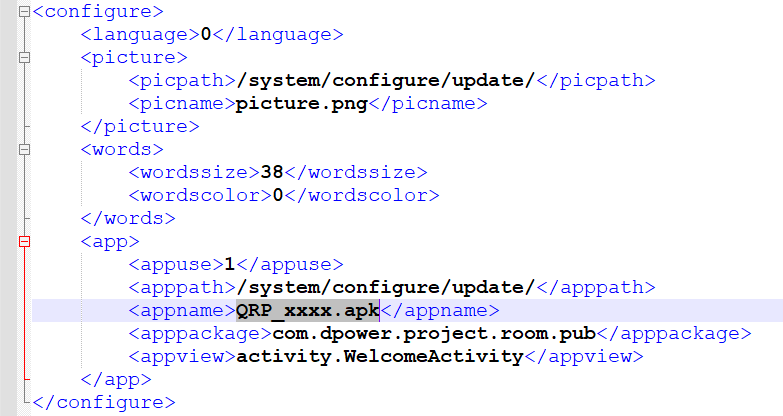 <configure>
<language>0</language>
<picture>
<picpath>/system/configure/update/</picpath>
<picname>picture.png</picname>
</picture>
<words>
<wordssize>38</wordssize>
<wordscolor>0</wordscolor>
</words>
<app>
<appuse>1</appuse>
<apppath>/system/configure/update/</apppath>
<appname>QRP_xxxx.apk</appname>
<apppackage>com.dpower.project.room.pub</apppackage>
<appview>activity.WelcomeActivity</appview>
</app>
</configure>